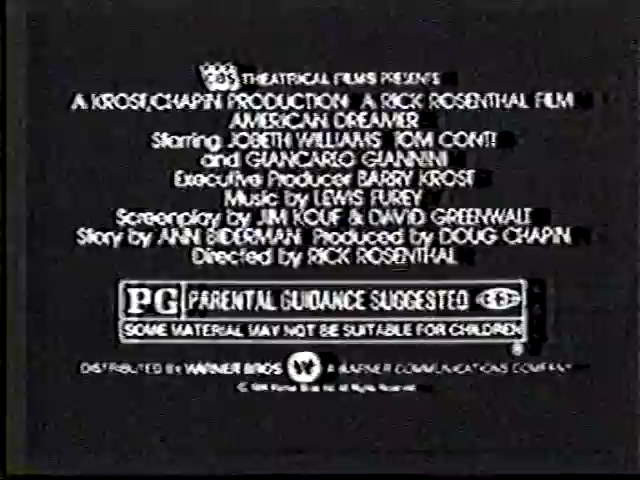 CBS THEATRICAL FILMS PRESENTS
A KROST/CHAPIN PRODUCTION A RICK ROSENTHAL FILM
AMERICAN DREAMER
Starring JOBETH WILLIAMS TOM CONTI
and GIANCARLO GIANNINI
Executive Producer BARRY KROST
Music by LEWIS FUREY
Screenplay by JIM KOUF & DAVID GREENWALT
Story by ANN BIDERMAN Produced by DOUG CHAPIN
Directed by RICK ROSENTHAL
PG PARENTAL GUIDANCE SUGGESTED
SOME MATERIAL MAY NOT BE SUITABLE FOR CHILDREN
DISTRIBUTED BY WARNER BROS. A WARNER COMMUNICATIONS COMPANY
All Rights Reserved